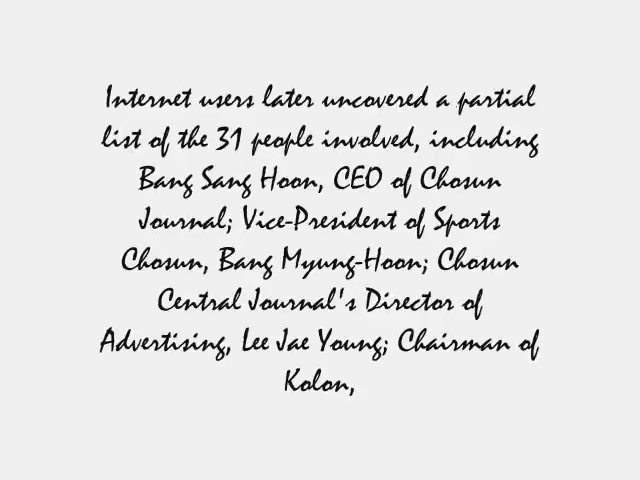 Internet users later uncovered a partial
list of the 31 people involved, including
Bang Sang Hoon, CEO of Chosun
Journal; Vice-President of Sports
Chosun, Bang Myung-Hoon; Chosun
Central Journal's Director of
Advertising, Lee Jae Young; Chairman of
Kolon,